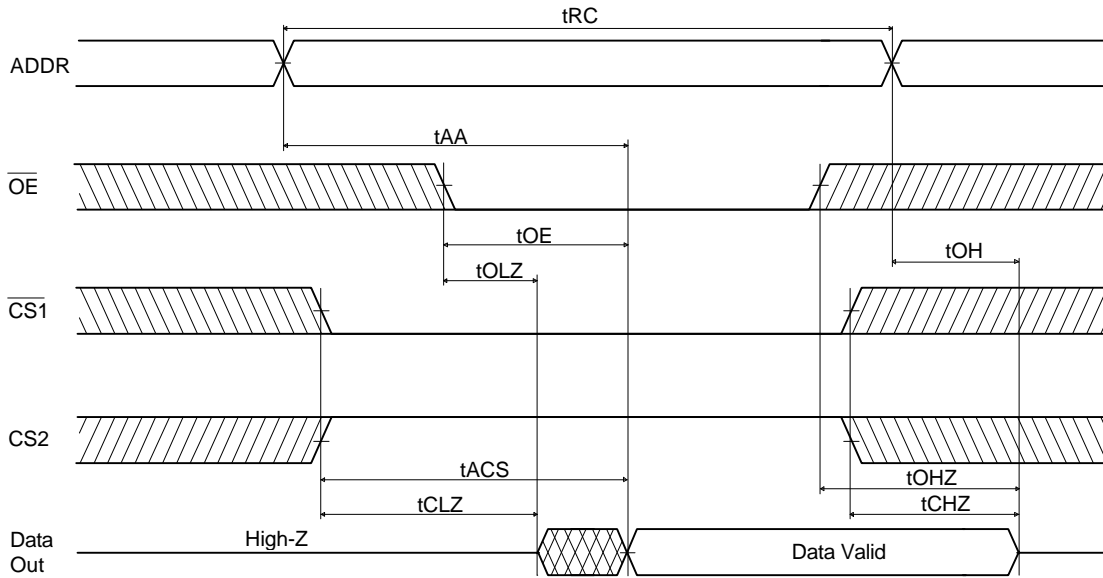 tRC
ADDR
tAA
OE
tOE
tOH
tOLZ
CS1
CS2
tACS
tOHZ
tCLZ
tCHZ
Data Out
High-Z
Data Valid